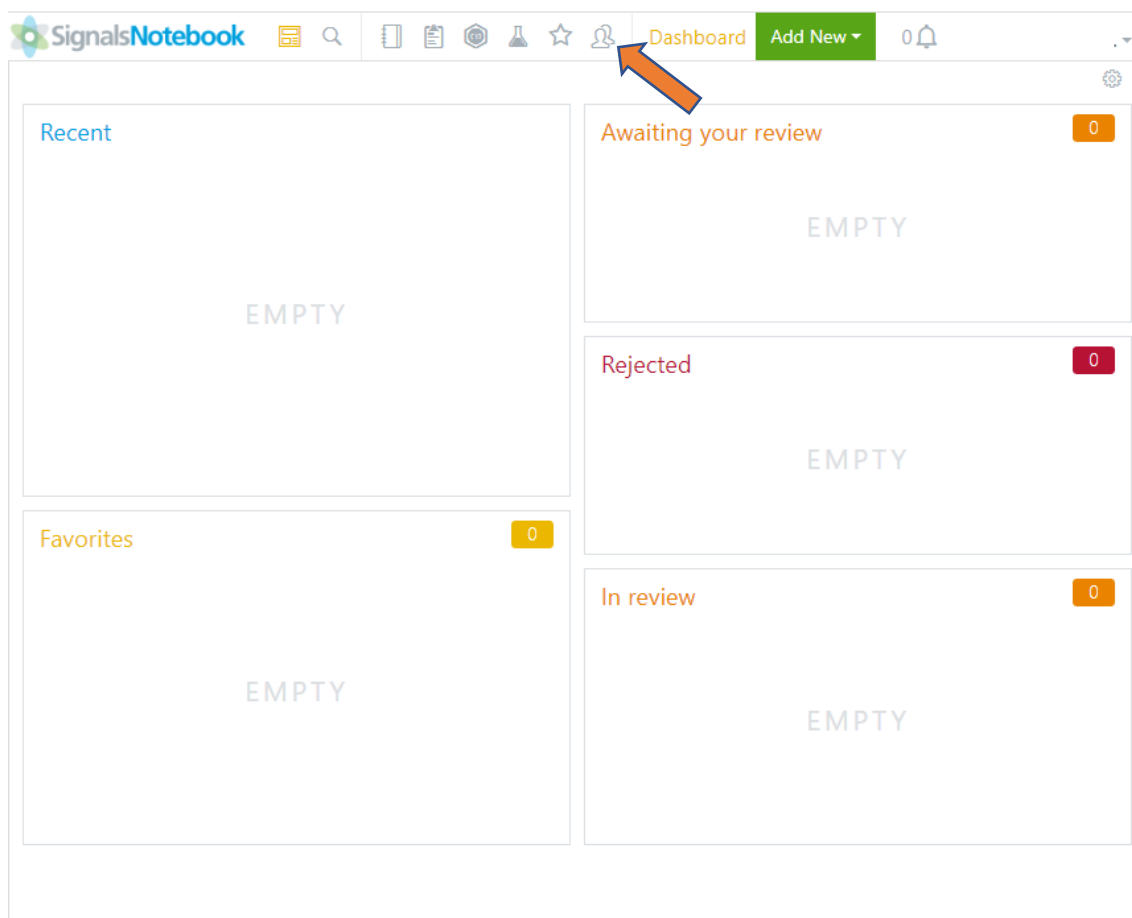 SignalsNotebook Dashboard Add New 0
Recent
EMPTY
Favorites 0
EMPTY
Awaiting your review 0
EMPTY
Rejected 0
EMPTY
In review 0
EMPTY